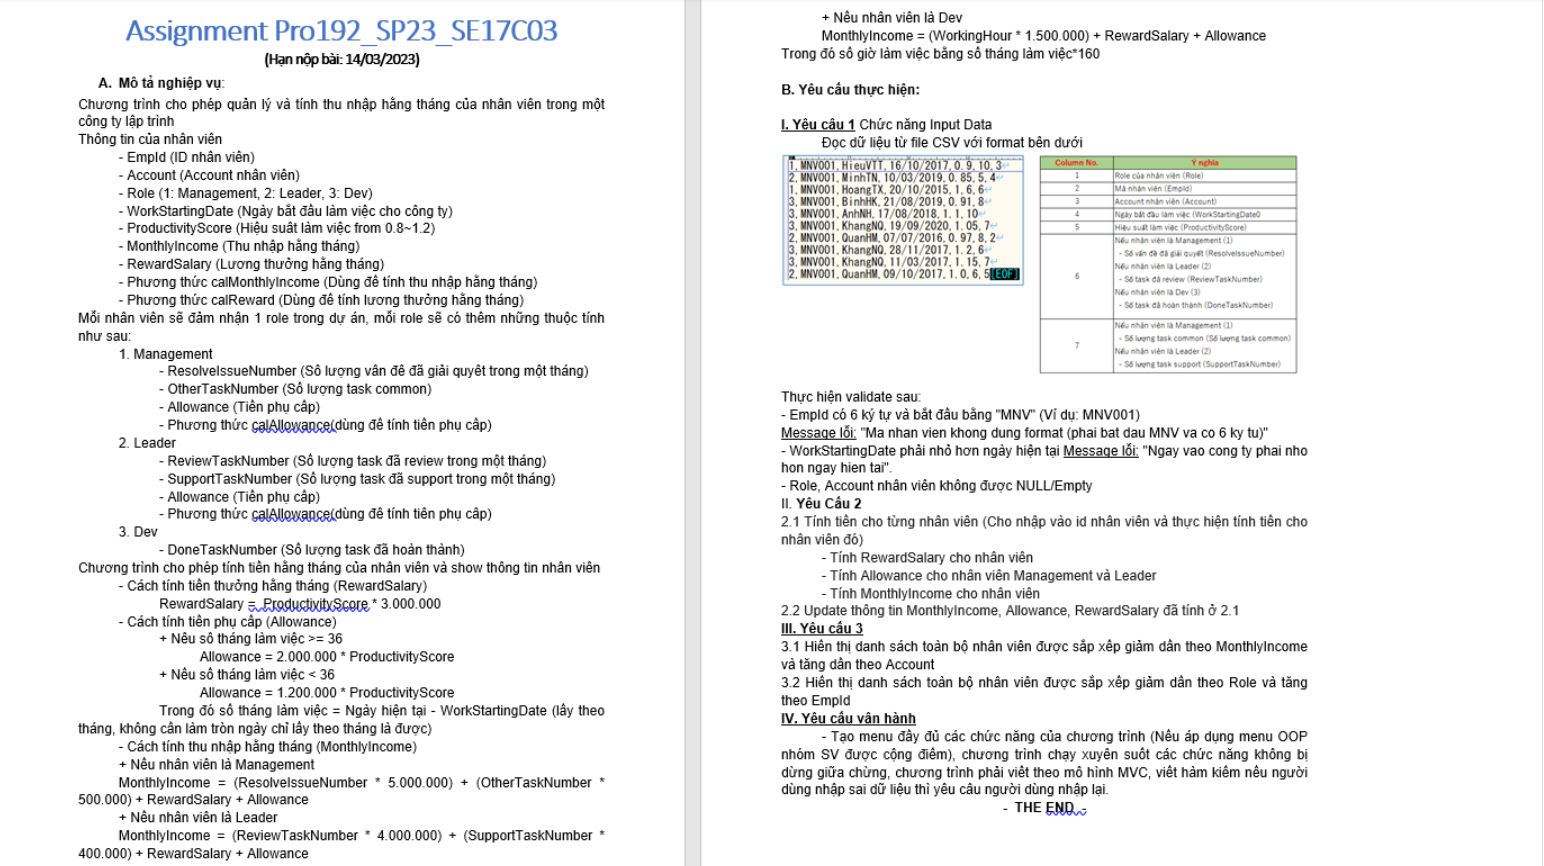 Assignment Pro192_SP23_SE17C03
(Hạn nộp bài: 14/03/2023)
A. Mô tả nghiệp vụ:
Chương trình cho phép quản lý và tính thu nhập hằng tháng của nhân viên trong một
công ty lập trình
Thông tin của nhân viên
- EmpId (ID nhân viên)
- Account (Account nhân viên)
- Role (1: Management, 2: Leader, 3: Dev)
- WorkStartingDate (Ngày bắt đầu làm việc cho công ty)
- ProductivityScore (Hiệu suất làm việc from 0.8~1.2)
- MonthlyIncome (Thu nhập hằng tháng)
- RewardSalary (Lương thưởng hằng tháng)
- Phương thức calMonthlyIncome (Dùng để tính thu nhập hằng tháng)
- Phương thức calReward (Dùng để tính lương thưởng hằng tháng)
Mỗi nhân viên sẽ đảm nhận 1 role trong dự án, mỗi role sẽ có thêm những thuộc tính
như sau:
1. Management
- ResolveIssueNumber (Số lượng vấn đề đã giải quyết trong một tháng)
- OtherTaskNumber (Số lượng task common)
- Allowance (Tiền phụ cấp)
- Phương thức calAllowance(dùng để tính tiền phụ cấp)
2. Leader
- ReviewTaskNumber (Số lượng task đã review trong một tháng)
- SupportTaskNumber (Số lượng task đã support trong một tháng)
- Allowance (Tiền phụ cấp)
- Phương thức calAllowance(dùng để tính tiền phụ cấp)
3. Dev
- DoneTaskNumber (Số lượng task đã hoàn thành)
Chương trình cho phép tính tiền hằng tháng của nhân viên và show thông tin nhân viên
- Cách tính tiền thưởng hằng tháng (RewardSalary)
RewardSalary = ProductivityScore * 3.000.000
- Cách tính tiền phụ cấp (Allowance)
+ Nếu số tháng làm việc >= 36
Allowance = 2.000.000 * ProductivityScore
+ Nếu số tháng làm việc < 36
Allowance = 1.200.000 * ProductivityScore
Trong đó số tháng làm việc = Ngày hiện tại - WorkStartingDate (lấy theo
tháng, không cần làm tròn ngày chỉ lấy theo tháng là được)
- Cách tính thu nhập hằng tháng (MonthlyIncome)
+ Nếu nhân viên là Management
MonthlyIncome = (ResolveIssueNumber * 5.000.000) + (OtherTaskNumber *
500.000) + RewardSalary + Allowance
+ Nếu nhân viên là Leader
MonthlyIncome = (ReviewTaskNumber * 4.000.000) + (SupportTaskNumber *
400.000) + RewardSalary + Allowance
+ Nếu nhân viên là Dev
MonthlyIncome = (WorkingHour * 1.500.000) + RewardSalary + Allowance
Trong đó số giờ làm việc bằng số tháng làm việc*160
B. Yêu cầu thực hiện:
I. Yêu câu 1 Chức năng Input Data
Đọc dữ liệu từ file CSV với format bên dưới
1, MNV001, HieuVTT, 16/10/2017, 0.9, 10, 3
2, MNV001, MinhTN, 10/03/2019, 0.85, 5, 4
1, MNV001, HoangTX, 20/10/2015, 1, 6, 6
3, MNV001, BinhHK, 21/08/2019, 0.91, 8
3, MNV001, AnhNH, 17/08/2018, 1.1, 10
3, MNV001, KhangNQ, 19/09/2020, 1.05, 7
2, MNV001, QuanHM, 07/07/2016, 0.97, 8, 2
3, MNV001, KhangNQ, 28/11/2017, 1.2, 6
3, MNV001, KhangNQ, 11/03/2017, 1.15, 7
2, MNV001, QuanHM, 09/10/2017, 1.0, 6, 5[EOF]
Column No. Ý nghĩa
1 Role của nhân viên (Role)
2 Mã nhân viên (EmpId)
3 Account nhân viên (Account)
4 Ngày bắt đầu làm việc (WorkStartingDate0
5 Hiệu suất làm việc (ProductivityScore)
6 Nếu nhân viên là Management (1)
- Số vấn đề đã giải quyết (ResolveIssueNumber)
Nếu nhân viên là Leader (2)
- Số task đã review (ReviewTaskNumber)
Nếu nhân viên là Dev (3)
- Số task đã hoàn thành (DoneTaskNumber)
7 Nếu nhân viên là Management (1)
- Số lượng task common (Số lượng task common)
Nếu nhân viên là Leader (2)
- Số lượng task support (SupportTaskNumber)
Thực hiện validate sau:
- EmpId có 6 ký tự và bắt đầu bằng "MNV" (Ví dụ: MNV001)
Message lỗi: "Ma nhan vien khong dung format (phai bat dau MNV va co 6 ky tu)"
- WorkStartingDate phải nhỏ hơn ngày hiện tại Message lỗi: "Ngay vao cong ty phai nho
hon ngay hien tai".
- Role, Account nhân viên không được NULL/Empty
II. Yêu Cầu 2
2.1 Tính tiền cho từng nhân viên (Cho nhập vào id nhân viên và thực hiện tính tiền cho
nhân viên đó)
- Tính RewardSalary cho nhân viên
- Tính Allowance cho nhân viên Management và Leader
- Tính MonthlyIncome cho nhân viên
2.2 Update thông tin MonthlyIncome, Allowance, RewardSalary đã tính ở 2.1
III. Yêu cầu 3
3.1 Hiển thị danh sách toàn bộ nhân viên được sắp xếp giảm dần theo MonthlyIncome
và tăng dần theo Account
3.2 Hiển thị danh sách toàn bộ nhân viên được sắp xếp giảm dần theo Role và tăng
theo EmpId
IV. Yêu cầu vận hành
- Tạo menu đầy đủ các chức năng của chương trình (Nếu áp dụng menu OOP
nhóm SV được cộng điểm), chương trình chạy xuyên suốt các chức năng không bị
dừng giữa chừng, chương trình phải viết theo mô hình MVC, viết hàm kiểm nếu người
dùng nhập sai dữ liệu thì yêu cầu người dùng nhập lại.
- THE END -